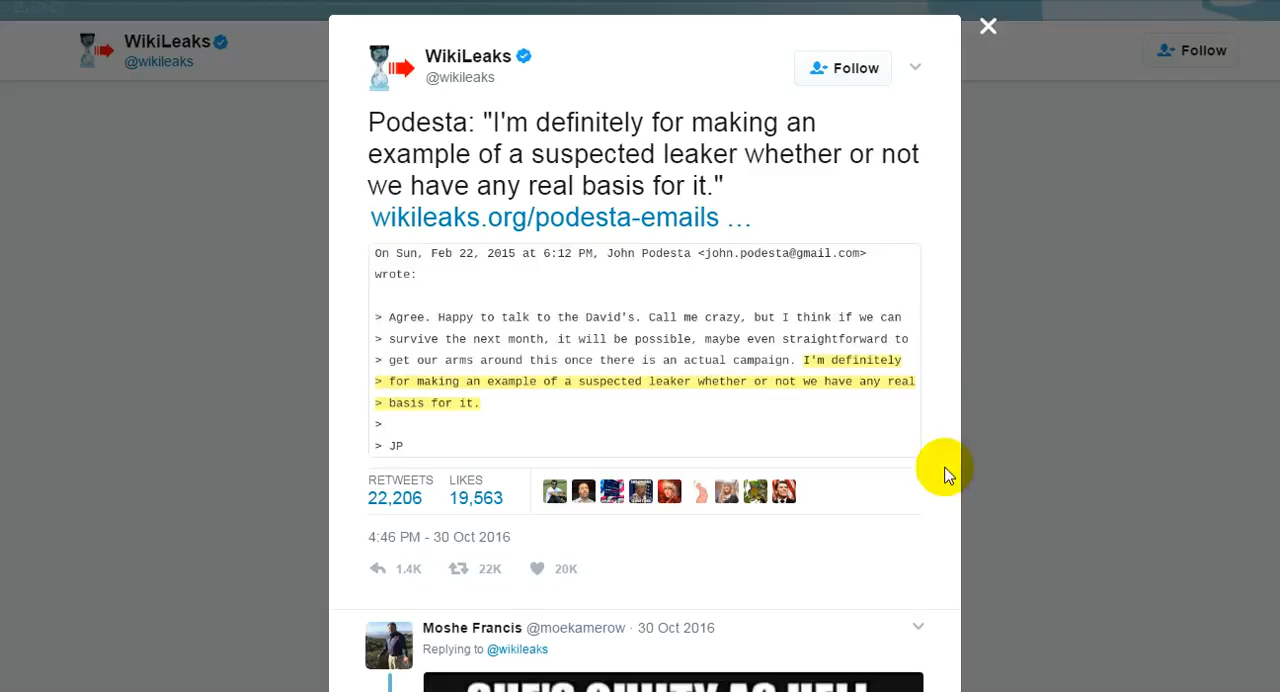 WikiLeaks
@wikileaks
Follow
WikiLeaks
@wikileaks
Follow
Podesta: "I'm definitely for making an
example of a suspected leaker whether or not
we have any real basis for it."
wikileaks.org/podesta-emails …
On Sun, Feb 22, 2015 at 6:12 PM, John Podesta <john.podesta@gmail.com>
wrote:
> Agree. Happy to talk to the David's. Call me crazy, but I think if we can
> survive the next month, it will be possible, maybe even straightforward to
> get our arms around this once there is an actual campaign. I'm definitely
> for making an example of a suspected leaker whether or not we have any real
> basis for it.
>
> JP
RETWEETS LIKES
22,206 19,563
4:46 PM - 30 Oct 2016
1.4K 22K 20K
Moshe Francis @moekamerow · 30 Oct 2016
Replying to @wikileaks
SHE'S GUILTY AS HELL